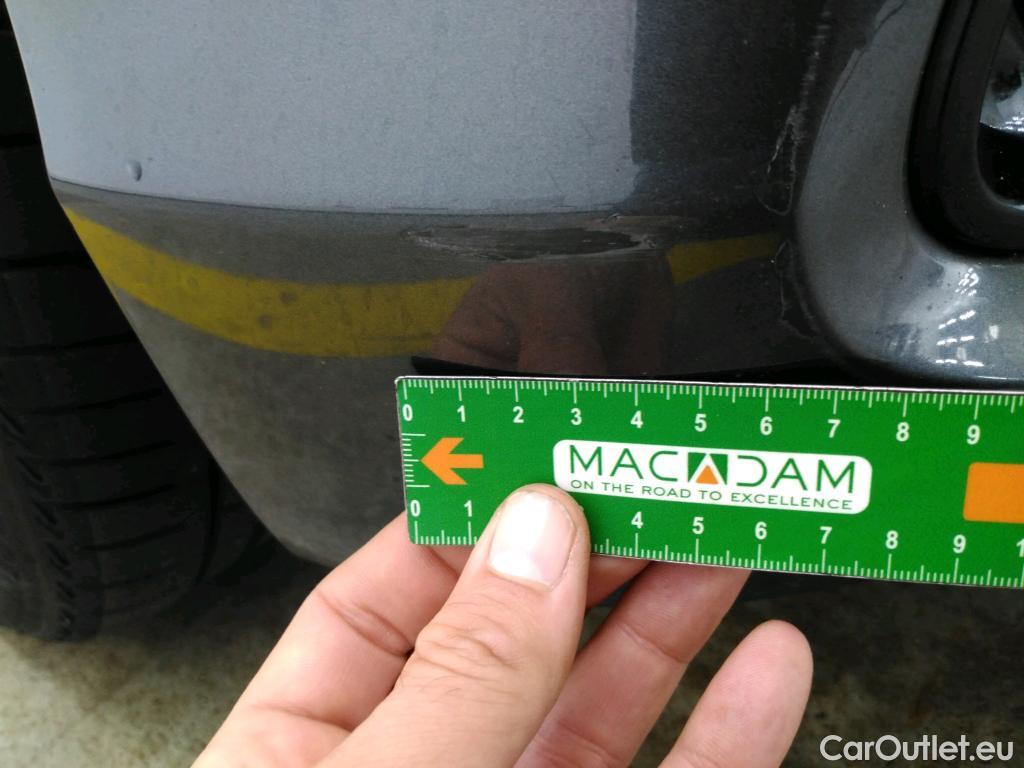 0 1 2 3 4 5 6 7 8 9
MACADAM
ON THE ROAD TO EXCELLENCE
0 1 4 5 6 7 8 9 1
CarOutlet.eu